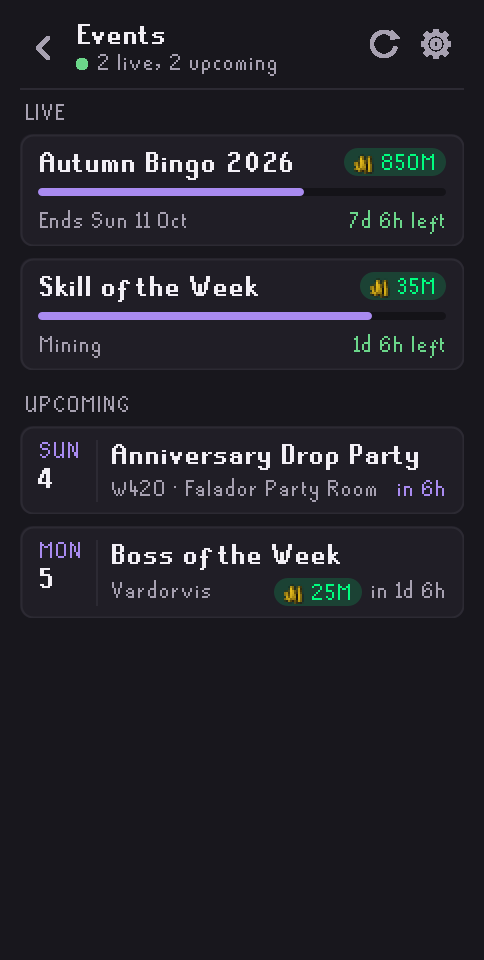 Events
2 live, 2 upcoming
LIVE
Autumn Bingo 2026 850M
Ends Sun 11 Oct 7d 6h left
Skill of the Week 35M
Mining 1d 6h left
UPCOMING
SUN
4
Anniversary Drop Party
W420 · Falador Party Room in 6h
MON
5
Boss of the Week
Vardorvis 25M in 1d 6h